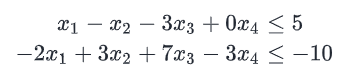 x₁ − x₂ − 3x₃ + 0x₄ ≤ 5
−2x₁ + 3x₂ + 7x₃ − 3x₄ ≤ −10